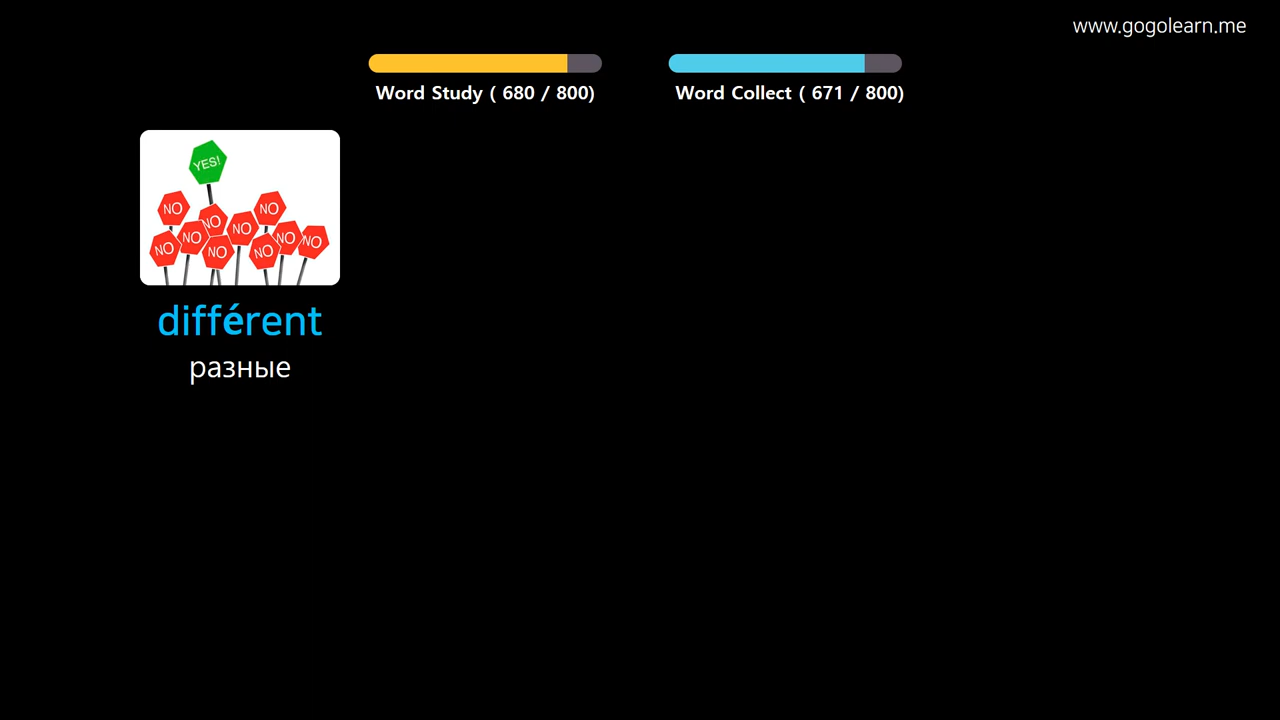 www.gogolearn.me
Word Study ( 680 / 800)
Word Collect ( 671 / 800)
YES!
NO
NO
NO
NO
NO
NO
NO
NO
NO
NO
différent
разные